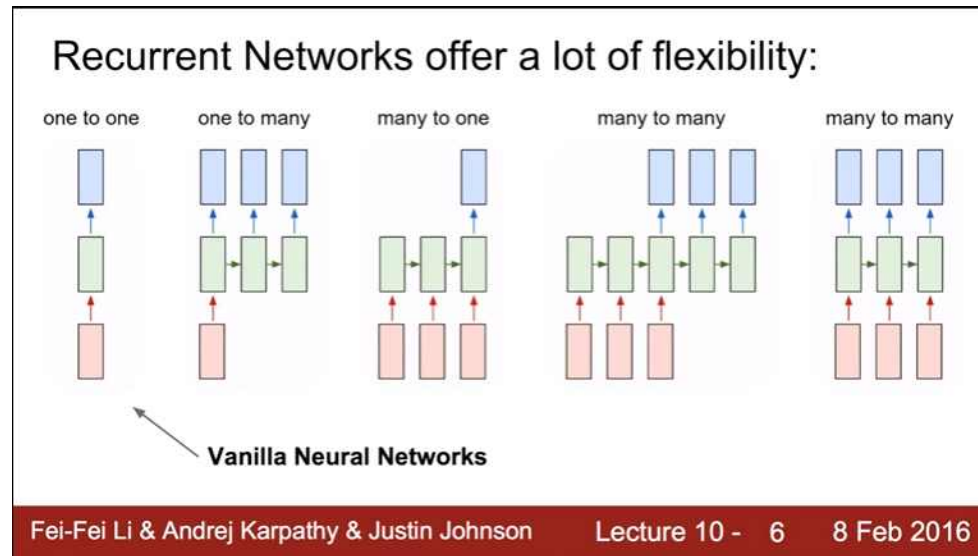 Recurrent Networks offer a lot of flexibility:
one to one one to many many to one many to many many to many
Vanilla Neural Networks
Fei-Fei Li & Andrej Karpathy & Justin Johnson Lecture 10 - 6 8 Feb 2016